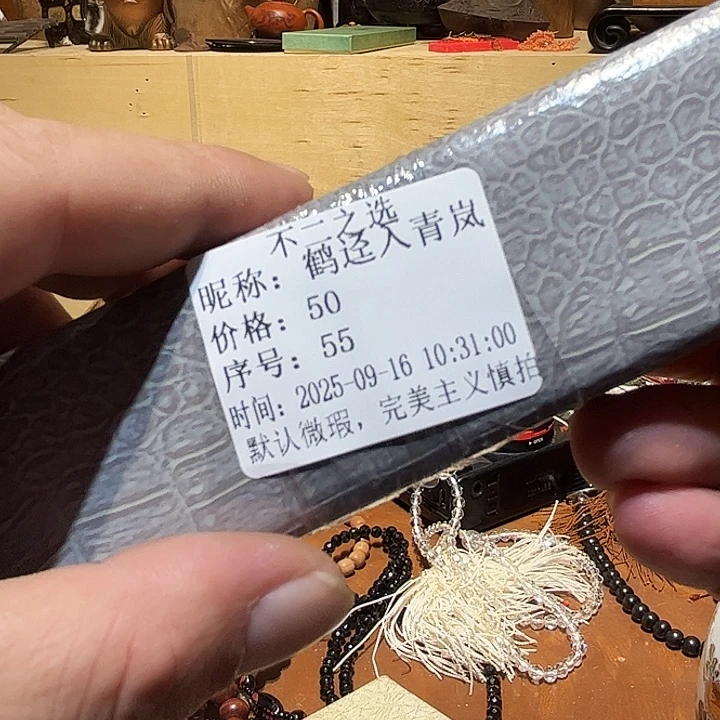 不二之选
昵称：鹤迳入青岚
价格：50
序号：55
时间：2025-09-16 10:31:00
默认微瑕，完美主义慎拍